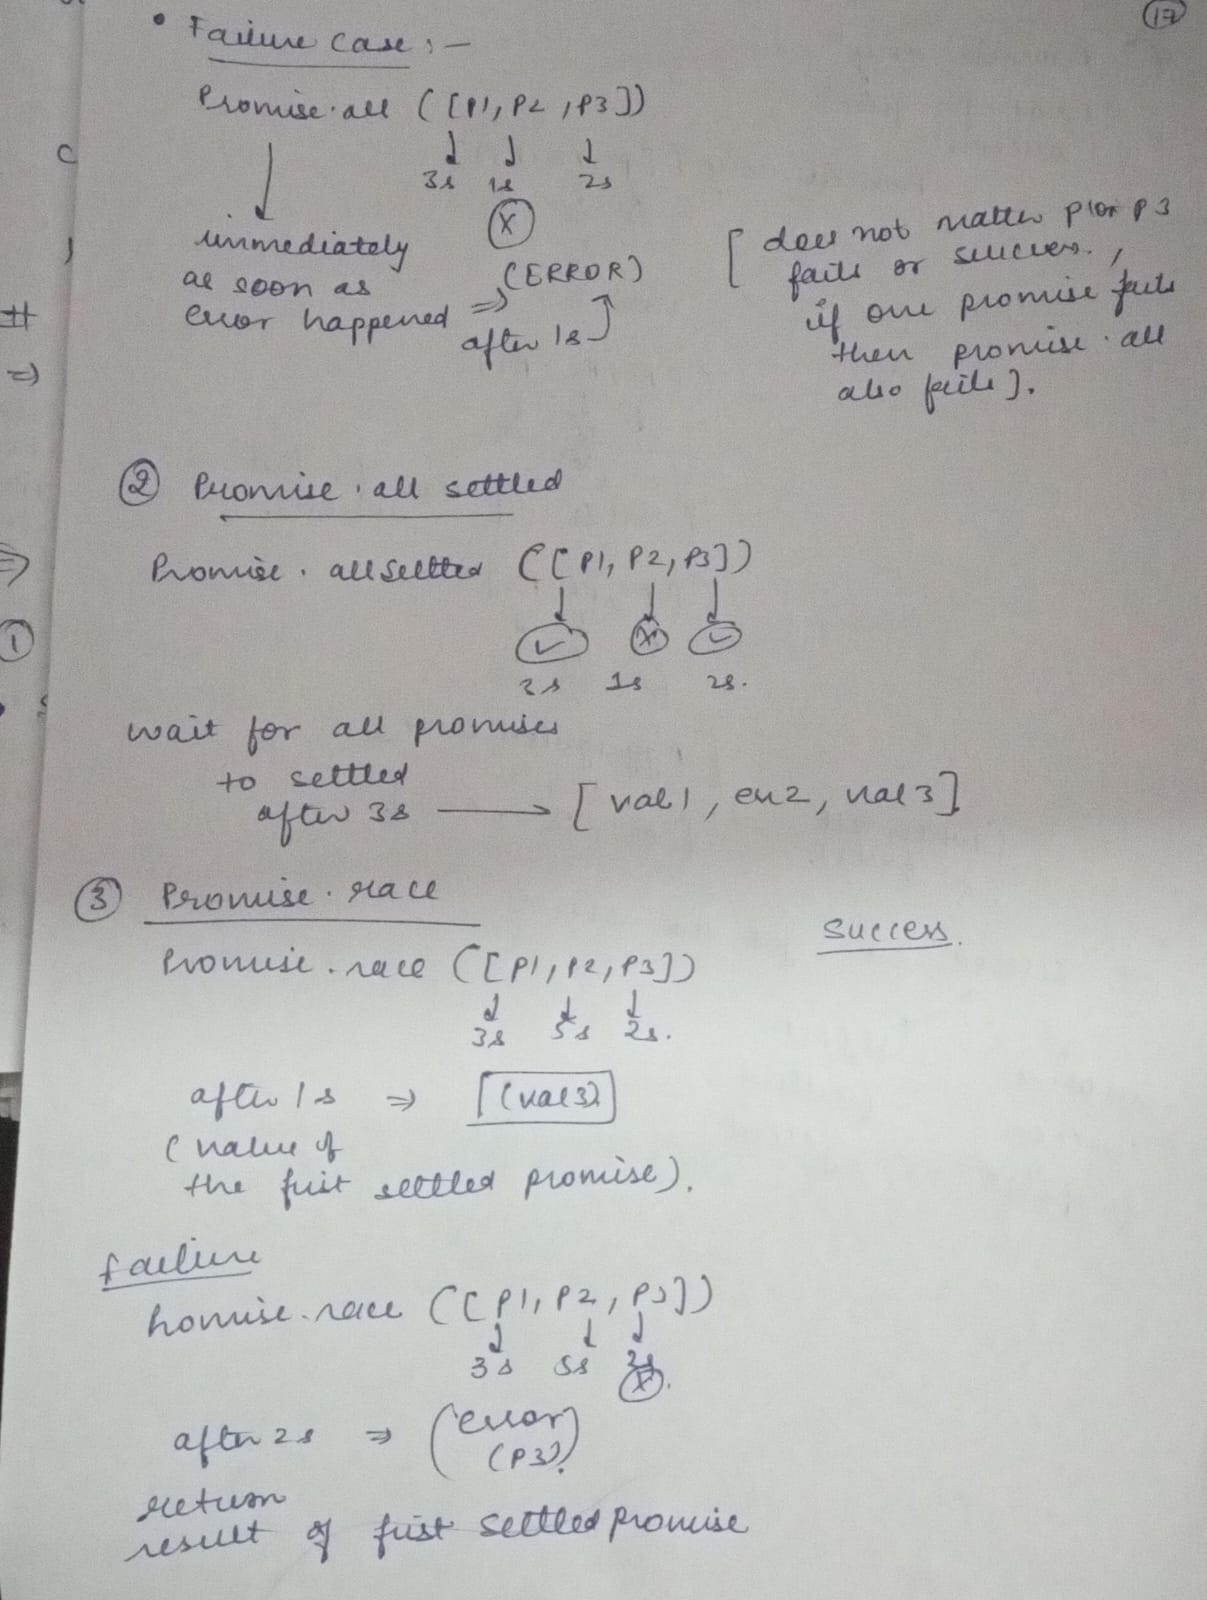 17
• Failure case :-
Promise.all ([P1, P2, P3])
3s 1s 2s
X
immediately
as soon as
error happened ⇒
(ERROR)
after 1s
[ does not matter p1 or p3
fails or success.,
if one promise fails
then promise.all
also fails ].
② Promise.all settled
Promise.allsettled ([P1, P2, P3])
✓ X ✓
3s 1s 2s.
wait for all promises
to settled
after 3s → [val1, err2, val3]
③ Promise.race
Success.
Promise.race ([P1, P2, P3])
3s 5s 2s.
after 1s ⇒ [(val3)]
(value of
the first settled promise).
failure
Promise.race ([P1, P2, P3])
3s 5s 2s
X.
after 2s ⇒ (error)
(P3).
return
result of first settled promise
C
)
#
⇒
⇒
①